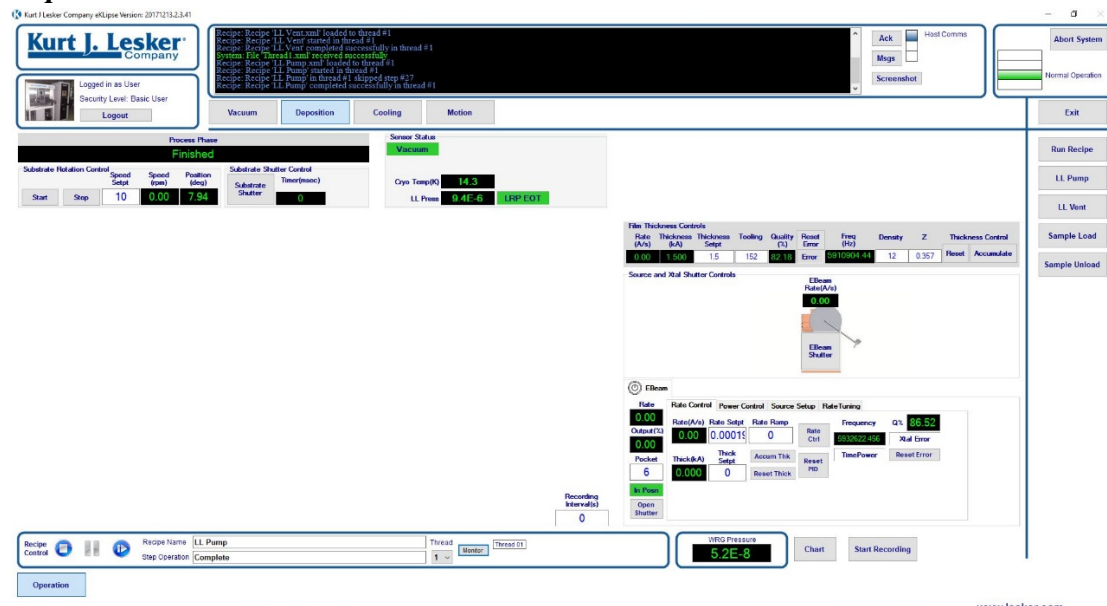 Kurt J Lesker Company eKLipse Version: 20171213.2.3.41
Kurt J. Lesker
Company
Logged in as User
Security Level: Basic User
Logout
Recipe: Recipe 'LL Vent.xml' loaded to thread #1
Recipe: Recipe 'LL Vent' started in thread #1
Recipe: Recipe 'LL Vent' completed successfully in thread #1
System: File 'Thread1.xml' received successfully
Recipe: Recipe 'LL Pump.xml' loaded to thread #1
Recipe: Recipe 'LL Pump' started in thread #1
Recipe: Recipe 'LL Pump' in thread #1 skipped step #27
Recipe: Recipe 'LL Pump' completed successfully in thread #1
Ack
Host Comms
Msgs
Screenshot
Abort System
Normal Operation
Vacuum Deposition Cooling Motion
Exit
Run Recipe
LL Pump
LL Vent
Sample Load
Sample Unload
Process Phase
Finished
Substrate Rotation Control
Speed Setpt Speed (rpm) Position (deg)
Start Stop 10 0.00 7.94
Substrate Shutter Control
Substrate Shutter
Timer(msec)
0
Sensor Status
Vacuum
Cryo Temp(K) 14.3
LL Press 9.4E-6 LRP EOT
Film Thickness Controls
Rate (A/s) Thickness (kA) Thickness Setpt Tooling Quality (%) Reset Error Freq (Hz) Density Z Thickness Control
0.00 1.500 1.5 152 82.18 Error 5910904.44 12 0.357 Reset Accumulate
Source and Xtal Shutter Controls
EBeam
Rate(A/s)
0.00
EBeam
Shutter
EBeam
Rate
0.00
Output(%)
0.00
Pocket
6
In Posn
Open
Shutter
Rate Control Power Control Source Setup RateTuning
Rate(A/s) Rate Setpt Rate Ramp
0.00 0.00019 0
Rate Ctrl
Frequency Q% 86.52
5932622.456 Xtal Error
Thick(kA) Thick Setpt Accum Thk
0.000 0 Reset Thick
Reset PID
TimePower Reset Error
Recording
Interval(s)
0
Recipe Control
Recipe Name LL Pump
Step Operation Complete
Thread
1 Monitor Thread 01
WRG Pressure
5.2E-8
Chart Start Recording
Operation